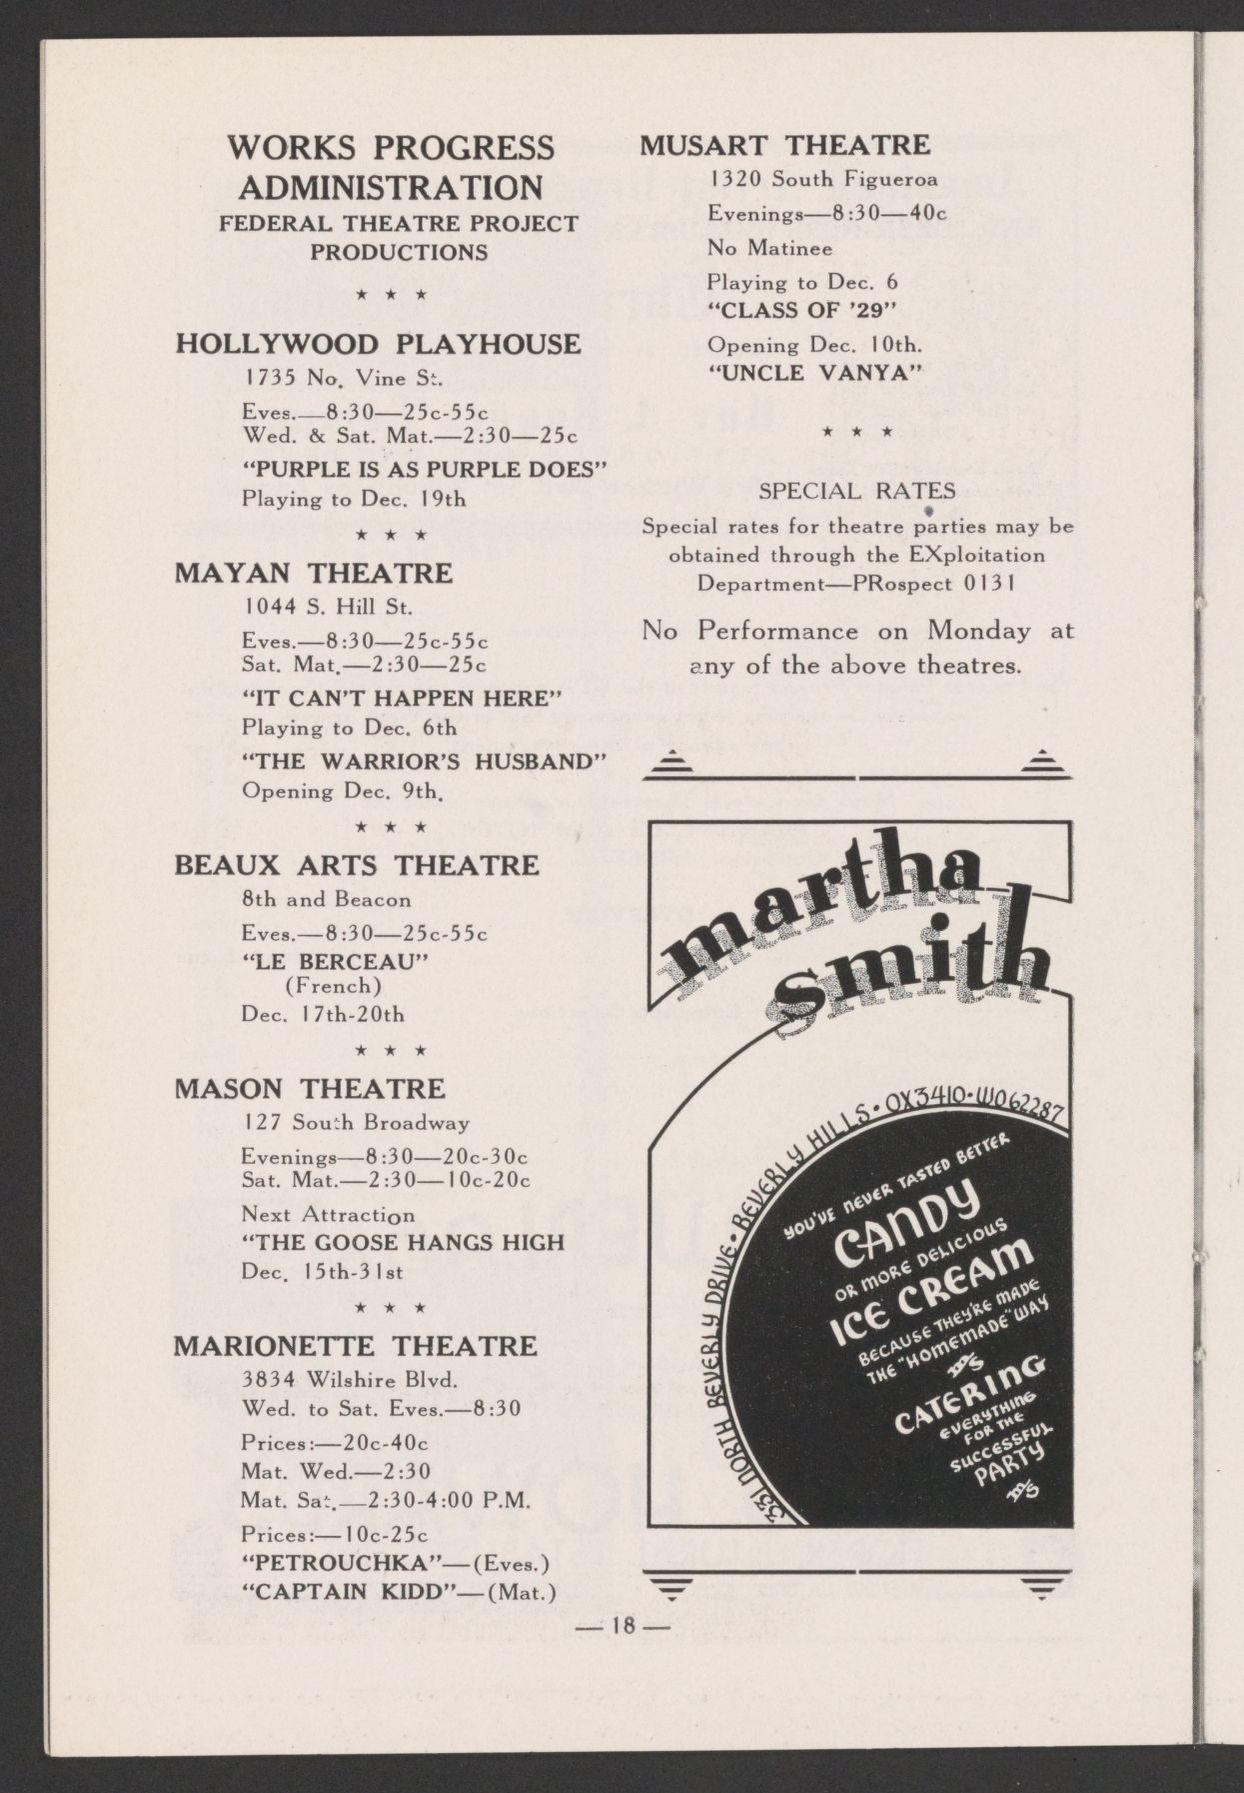 WORKS PROGRESS
ADMINISTRATION
FEDERAL THEATRE PROJECT
PRODUCTIONS
★ ★ ★
HOLLYWOOD PLAYHOUSE
1735 No. Vine St.
Eves.—8:30—25c-55c
Wed. & Sat. Mat.—2:30—25c
“PURPLE IS AS PURPLE DOES”
Playing to Dec. 19th
★ ★ ★
MAYAN THEATRE
1044 S. Hill St.
Eves.—8:30—25c-55c
Sat. Mat.—2:30—25c
“IT CAN’T HAPPEN HERE”
Playing to Dec. 6th
“THE WARRIOR’S HUSBAND”
Opening Dec. 9th.
★ ★ ★
BEAUX ARTS THEATRE
8th and Beacon
Eves.—8:30—25c-55c
“LE BERCEAU”
(French)
Dec. 17th-20th
★ ★ ★
MASON THEATRE
127 South Broadway
Evenings—8:30—20c-30c
Sat. Mat.—2:30—10c-20c
Next Attraction
“THE GOOSE HANGS HIGH
Dec. 15th-31st
★ ★ ★
MARIONETTE THEATRE
3834 Wilshire Blvd.
Wed. to Sat. Eves.—8:30
Prices:—20c-40c
Mat. Wed.—2:30
Mat. Sat.—2:30-4:00 P.M.
Prices:—10c-25c
“PETROUCHKA”—(Eves.)
“CAPTAIN KIDD”—(Mat.)
MUSART THEATRE
1320 South Figueroa
Evenings—8:30—40c
No Matinee
Playing to Dec. 6
“CLASS OF ’29”
Opening Dec. 10th.
“UNCLE VANYA”
★ ★ ★
SPECIAL RATES
Special rates for theatre parties may be
obtained through the EXploitation
Department—PRospect 0131
No Performance on Monday at
any of the above theatres.
martha
smith
331 NORTH BEVERLY DRIVE • BEVERLY HILLS • OX3410 • WO62287
YOU'VE NEVER TASTED BETTER
CANDY
OR MORE DELICIOUS
ICE CREAM
BECAUSE THEY'RE MADE
THE "HOMEMADE" WAY
CATERING
EVERYTHING
FOR THE
SUCCESSFUL
PARTY
— 18 —